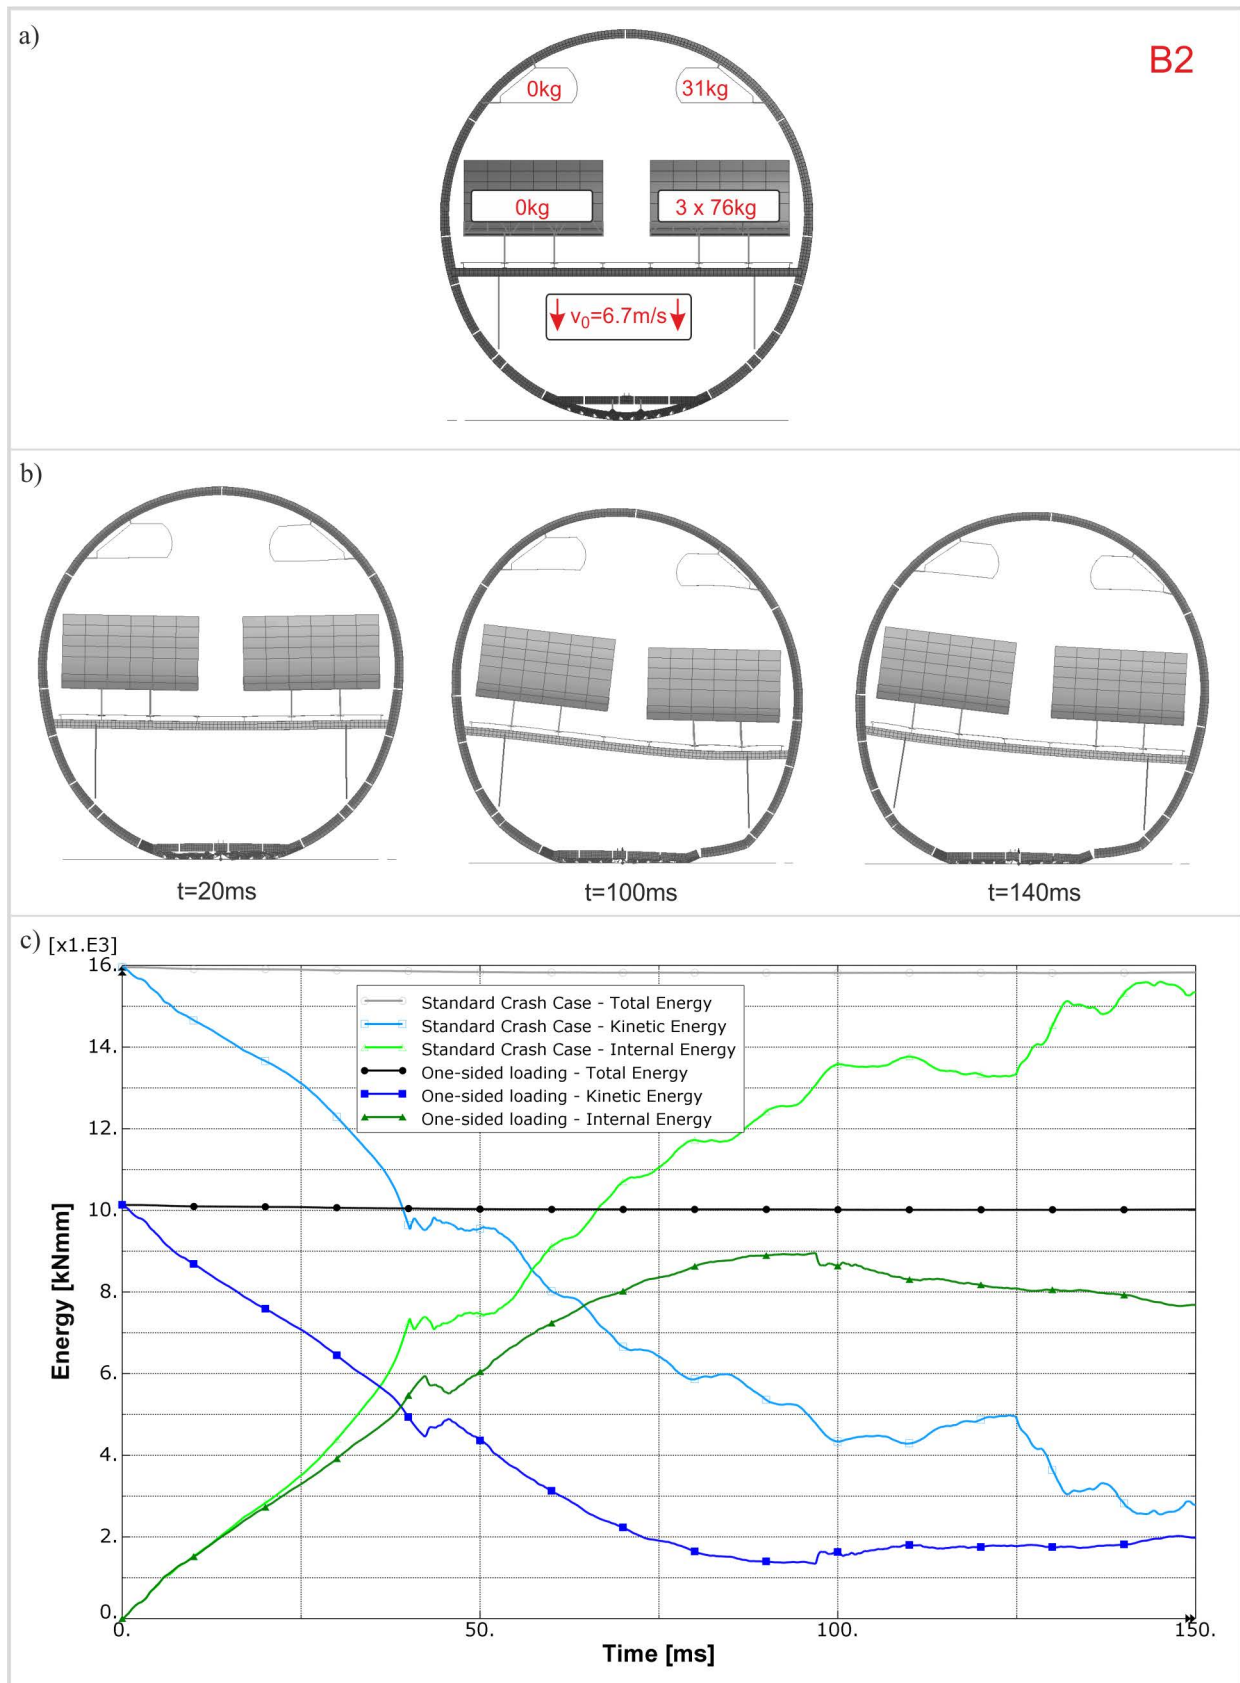 a)
B2
0kg 31kg
0kg 3 x 76kg
v₀=6.7m/s
b)
t=20ms t=100ms t=140ms
c) [x1.E3]
16.
14.
12.
10.
8.
6.
4.
2.
0.
Energy [kNmm]
Standard Crash Case - Total Energy
Standard Crash Case - Kinetic Energy
Standard Crash Case - Internal Energy
One-sided loading - Total Energy
One-sided loading - Kinetic Energy
One-sided loading - Internal Energy
0. 50. 100. 150.
Time [ms]